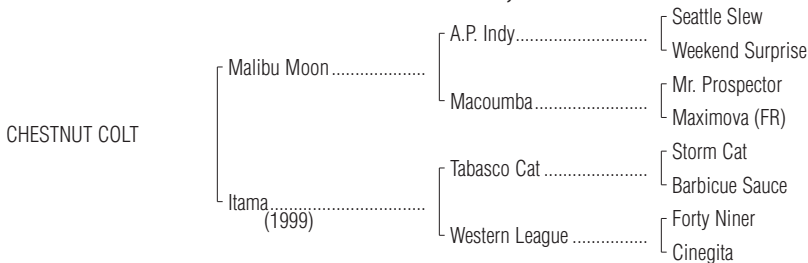 Seattle Slew
A.P. Indy......................................
Weekend Surprise
Malibu Moon.....................
Mr. Prospector
Macoumba.................................
Maximova (FR)
CHESTNUT COLT
Storm Cat
Tabasco Cat ..............................
Barbicue Sauce
Itama........................................
(1999)
Forty Niner
Western League ......................
Cinegita